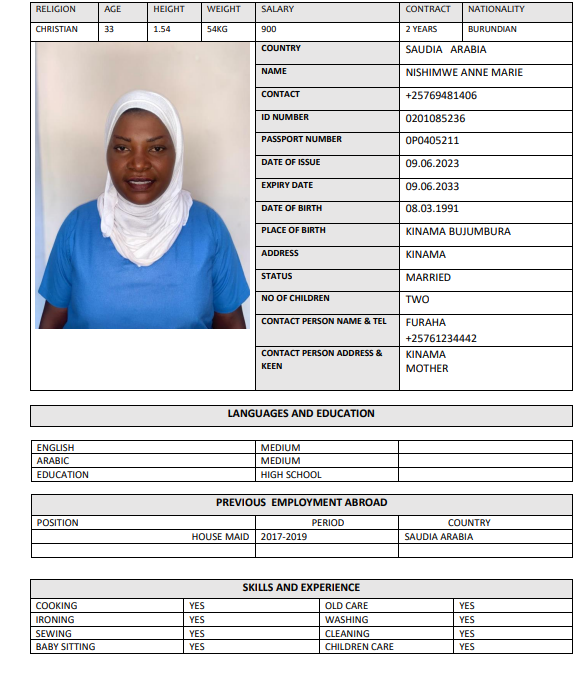 RELIGION AGE HEIGHT WEIGHT SALARY CONTRACT NATIONALITY
CHRISTIAN 33 1.54 54KG 900 2 YEARS BURUNDIAN
COUNTRY SAUDIA ARABIA
NAME NISHIMWE ANNE MARIE
CONTACT +25769481406
ID NUMBER 0201085236
PASSPORT NUMBER 0P0405211
DATE OF ISSUE 09.06.2023
EXPIRY DATE 09.06.2033
DATE OF BIRTH 08.03.1991
PLACE OF BIRTH KINAMA BUJUMBURA
ADDRESS KINAMA
STATUS MARRIED
NO OF CHILDREN TWO
CONTACT PERSON NAME & TEL FURAHA
+25761234442
CONTACT PERSON ADDRESS & KINAMA
KEEN MOTHER
LANGUAGES AND EDUCATION
ENGLISH MEDIUM
ARABIC MEDIUM
EDUCATION HIGH SCHOOL
PREVIOUS EMPLOYMENT ABROAD
POSITION PERIOD COUNTRY
HOUSE MAID 2017-2019 SAUDIA ARABIA
SKILLS AND EXPERIENCE
COOKING YES OLD CARE YES
IRONING YES WASHING YES
SEWING YES CLEANING YES
BABY SITTING YES CHILDREN CARE YES